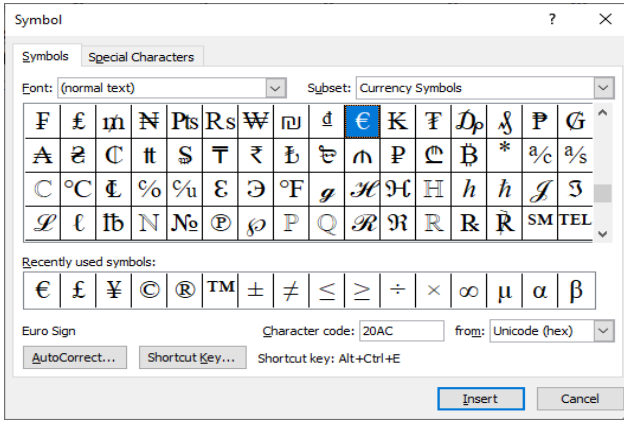 Symbol ? ×
Symbols Special Characters
Font: (normal text) Subset: Currency Symbols
₣ ₤ ₥ ₦ ₧ ₨ ₩ ₪ ₫ € ₭ ₮ ₯ ₰ ₱ ₲
₳ ₴ ₵ ₶ ₷ ₸ ₹ ₺ ₻ ₼ ₽ ₾ ₿ * ℀ ℁
ℂ ℃ ℄ ℅ ℆ ℇ ℈ ℉ ℊ ℋ ℌ ℍ ℎ ℏ ℐ ℑ
ℒ ℓ ℔ ℕ № ℗ ℘ ℙ ℚ ℛ ℜ ℝ ℞ ℟ ℠ ℡
Recently used symbols:
€ £ ¥ © ® ™ ± ≠ ≤ ≥ ÷ × ∞ µ α β
Euro Sign Character code: 20AC from: Unicode (hex)
AutoCorrect... Shortcut Key... Shortcut key: Alt+Ctrl+E
Insert Cancel